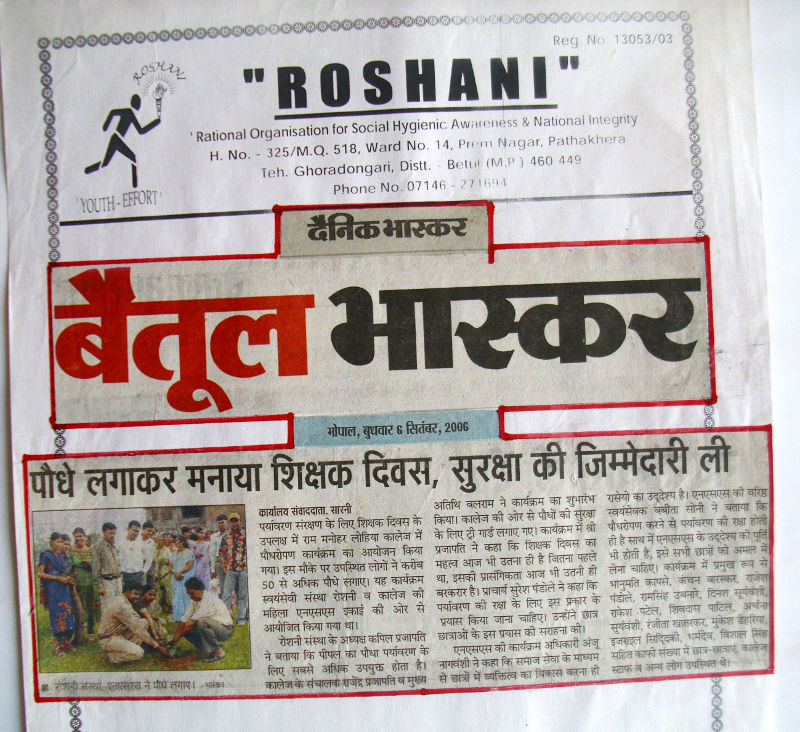 Reg. No. 13053/03
ROSHANI
"ROSHANI"
'Rational Organisation for Social Hygienic Awareness & National Integrity
H. No. - 325/M.Q. 518, Ward No. 14, Prem Nagar, Pathakhera
Teh. Ghoradongari, Distt. - Betul (M.P.) 460 449
Phone No. 07146 - 271694
'YOUTH - EFFORT'
दैनिक भास्कर
बैतूल भास्कर
भोपाल, बुधवार 6 सितंबर, 2006
पौधे लगाकर मनाया शिक्षक दिवस, सुरक्षा की जिम्मेदारी ली
रोशनी संस्था, एनएसएस ने पौधे लगाए। भास्कर
कार्यालय संवाददाता. सारनी
पर्यावरण संरक्षण के लिए शिक्षक दिवस के
उपलक्ष में राम मनोहर लोहिया कालेज में
पौधरोपण कार्यक्रम का आयोजन किया
गया। इस मौके पर उपस्थित लोगो ने करीब
50 से अधिक पौधे लगाए। यह कार्यक्रम
स्वयंसेवी संस्था रोशनी व कालेज की
महिला एनएसएस इकाई की ओर से
आयोजित किया गया था।
रोशनी संस्था के अध्यक्ष कपिल प्रजापति
ने बताया कि पीपल का पौधा पर्यावरण के
लिए सबसे अधिक उपयुक्त होता है।
कालेज के संचालक राजेंद्र प्रजापति व मुख्य
अतिथि बलराम ने कार्यक्रम का शुभारंभ
किया। कालेज की ओर से पौधों की सुरक्षा
के लिए ट्री गार्ड लगाए गए। कार्यक्रम में श्री
प्रजापति ने कहा कि शिक्षक दिवस का
महत्व आज भी उतना ही है जितना पहले
था, इसकी प्रासंगिकता आज भी उतनी ही
बरकरार है। प्राचार्य सुरेश पंडोले ने कहा कि
पर्यावरण की रक्षा के लिए इस प्रकार के
प्रयास किया जाना चाहिए। उन्होंने छात्र
छात्राओं के इस प्रयास की सराहना की।
एनएसएस की कार्यक्रम अधिकारी अंजू
नागवंशी ने कहा कि समाज सेवा के माध्यम
से छात्रों में व्यक्तित्व का विकास करना ही
रासेयो का उद्देश्य है। एनएसएस की वरिष्ठ
स्वयंसेवक बबीता सोनी ने बताया कि
पौधरोपण करने से पर्यावरण की रक्षा होती
ही है साथ में एनएसएस के उद्देश्य की पूर्ति
भी होती है, इसे सभी छात्रों को अमल में
लेना चाहिए। कार्यक्रम में प्रमुख रूप से
भानुमति कापसे, कंचन बारस्कर, राजेश
पंडोले, रामसिंह उबनारे, दिनश सूर्यवंशी,
राकेश पटेल, शिवदास पाटिल, अर्चना
सूर्यवंशी, रंजीता खातरकर, मुकेश डेहरिया,
इजराइल सिद्दिकी, धर्मदेव, विशाल सिंह
सहित काफी संख्या में छात्र-छात्राएं, कालेज
स्टाफ व अन्य लोग उपस्थित थे।